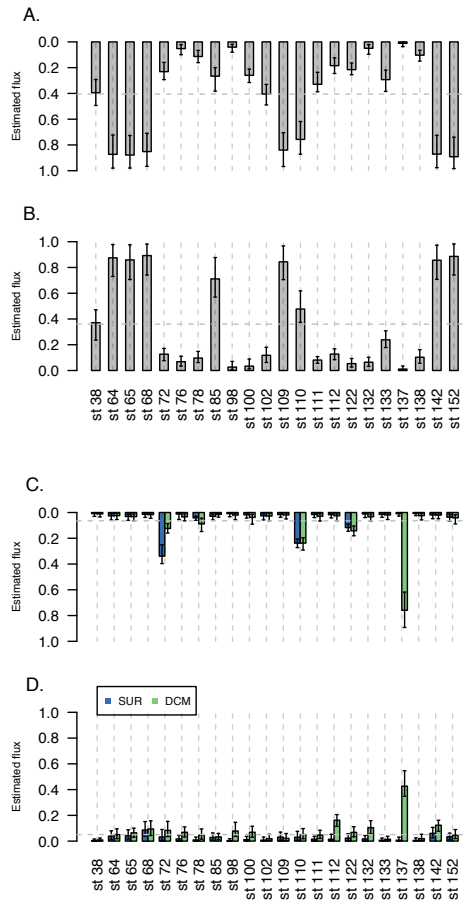 A.
Estimated flux
0.0
0.2
0.4
0.6
0.8
1.0
B.
Estimated flux
1.0
0.8
0.6
0.4
0.2
0.0
st 38
st 64
st 65
st 68
st 72
st 76
st 78
st 85
st 98
st 100
st 102
st 109
st 110
st 111
st 112
st 122
st 132
st 133
st 137
st 138
st 142
st 152
C.
Estimated flux
0.0
0.2
0.4
0.6
0.8
1.0
D.
SUR DCM
Estimated flux
1.0
0.8
0.6
0.4
0.2
0.0
st 38
st 64
st 65
st 68
st 72
st 76
st 78
st 85
st 98
st 100
st 102
st 109
st 110
st 111
st 112
st 122
st 132
st 133
st 137
st 138
st 142
st 152